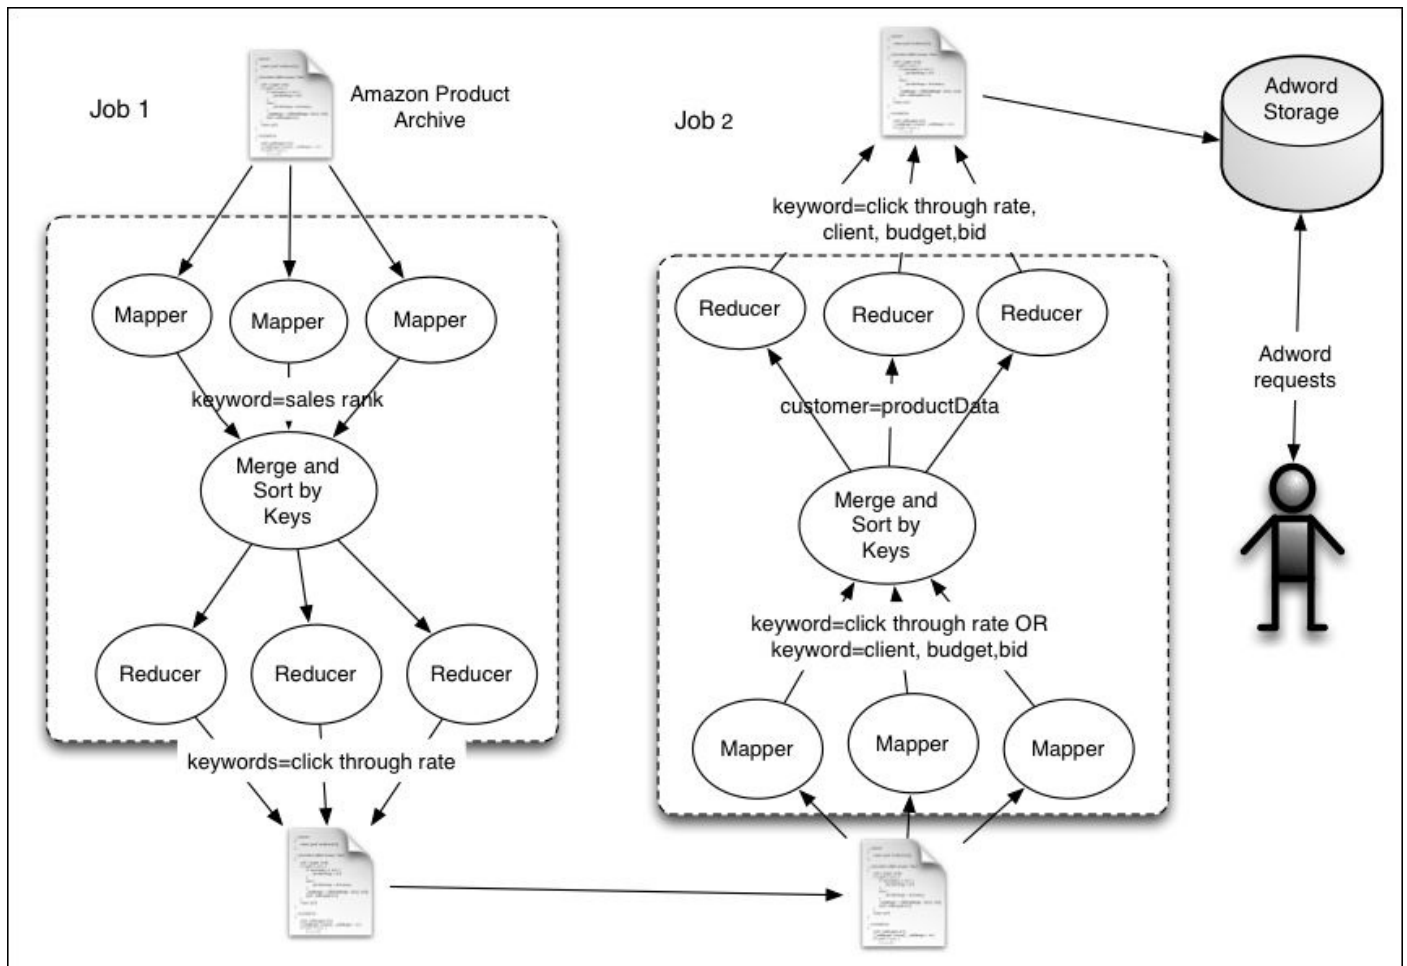 Job 1
Amazon Product
Archive
Mapper
Mapper
Mapper
keyword=sales rank
Merge and
Sort by
Keys
Reducer
Reducer
Reducer
keywords=click through rate
Job 2
keyword=click through rate,
client, budget,bid
Reducer
Reducer
Reducer
customer=productData
Merge and
Sort by
Keys
keyword=click through rate OR
keyword=client, budget,bid
Mapper
Mapper
Mapper
Adword
Storage
Adword
requests